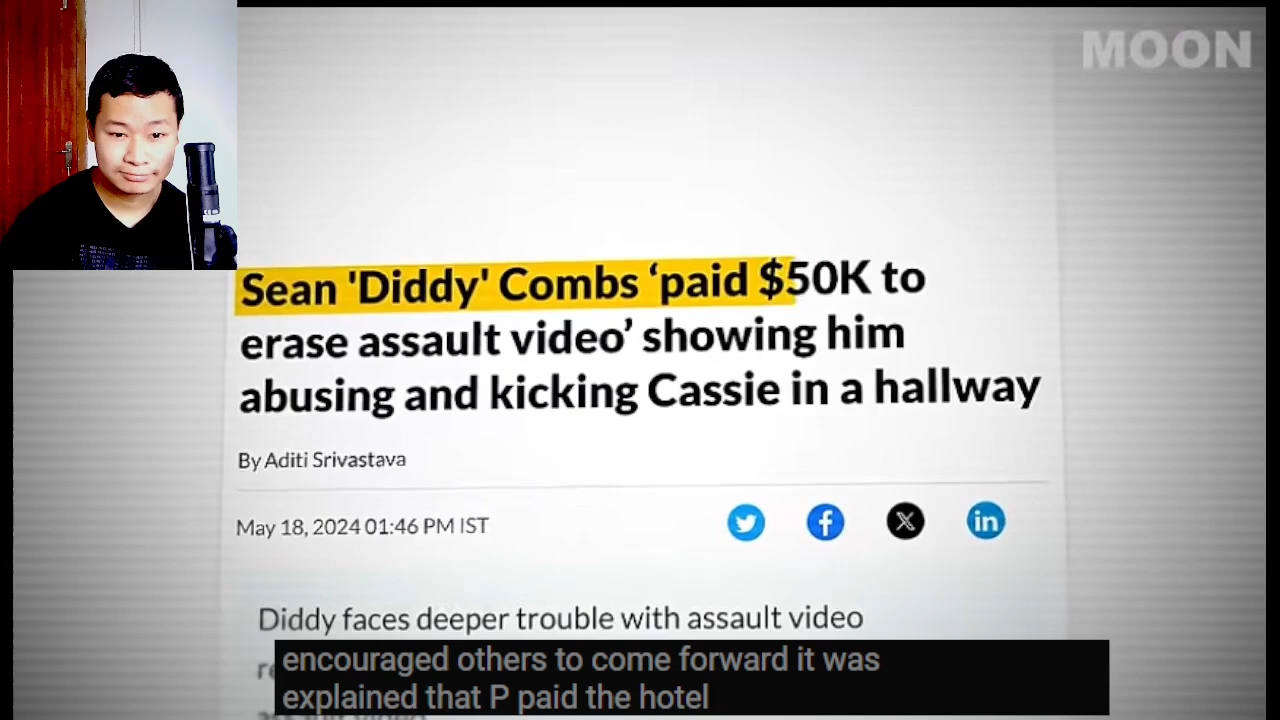 MOON
Sean 'Diddy' Combs ‘paid $50K to
erase assault video’ showing him
abusing and kicking Cassie in a hallway
By Aditi Srivastava
May 18, 2024 01:46 PM IST
Diddy faces deeper trouble with assault video
encouraged others to come forward it was
explained that P paid the hotel